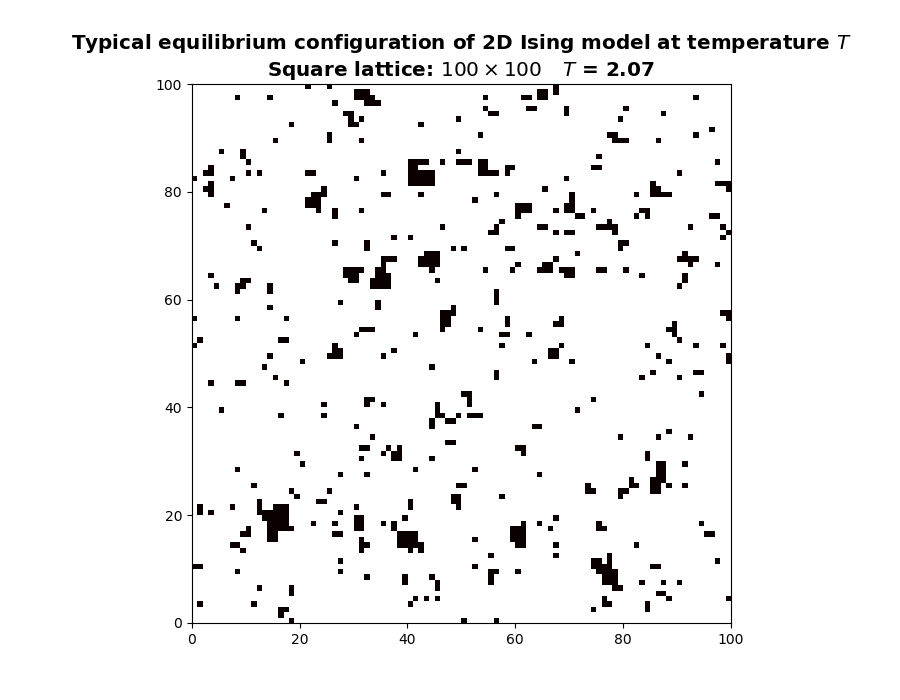 Typical equilibrium configuration of 2D Ising model at temperature T
Square lattice: 100 × 100 T = 2.07
100
80
60
40
20
0
0 20 40 60 80 100